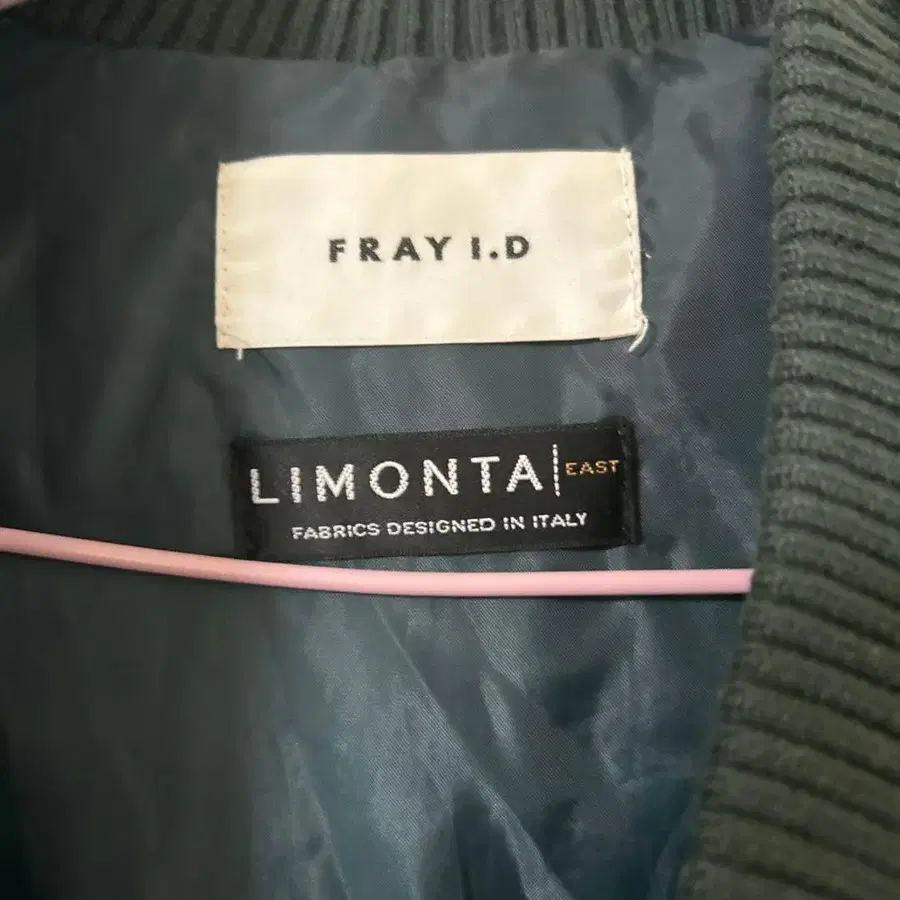 FRAY I.D
LIMONTA EAST
FABRICS DESIGNED IN ITALY